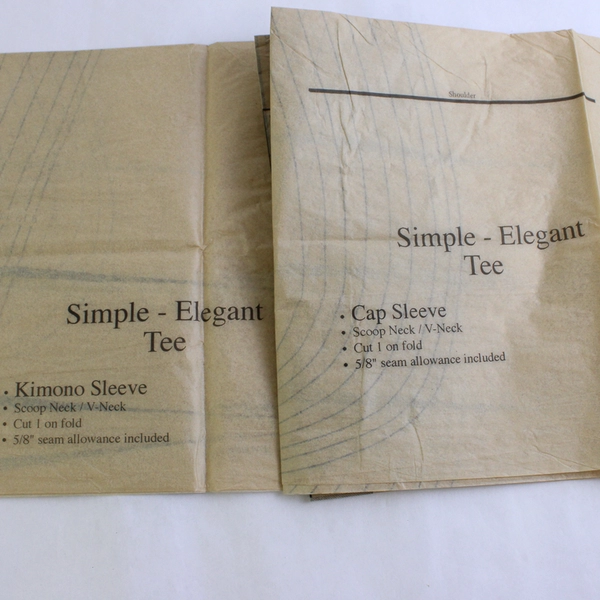 Simple - Elegant
Tee
• Kimono Sleeve
• Scoop Neck / V-Neck
• Cut 1 on fold
• 5/8" seam allowance included
Shoulder
Simple - Elegant
Tee
• Cap Sleeve
• Scoop Neck / V-Neck
• Cut 1 on fold
• 5/8" seam allowance included